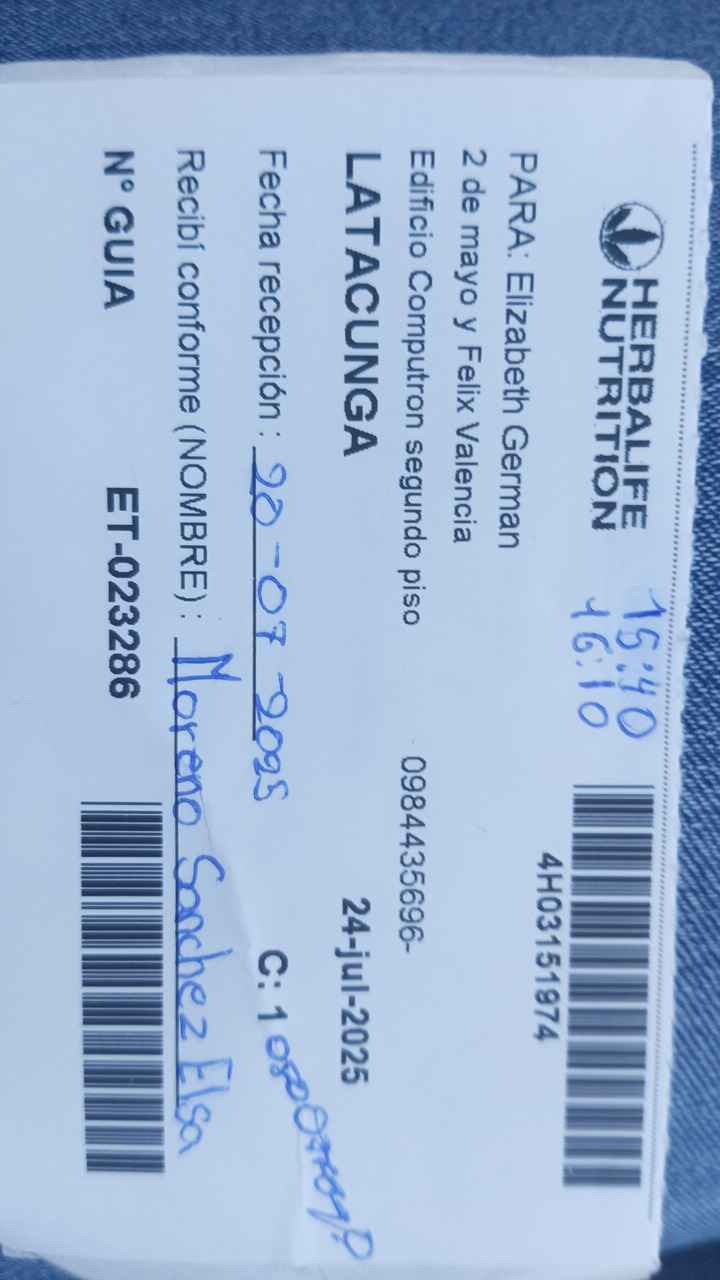 HERBALIFE
NUTRITION
15:40
16:10
4H03151974
PARA: Elizabeth German
2 de mayo y Felix Valencia
Edificio Computron segundo piso 0984435696-
LATACUNGA 24-jul-2025
Fecha recepción : 20-07-2025 C: 1
Recibí conforme (NOMBRE) : Moreno Sanchez Elsa
N° GUIA ET-023286